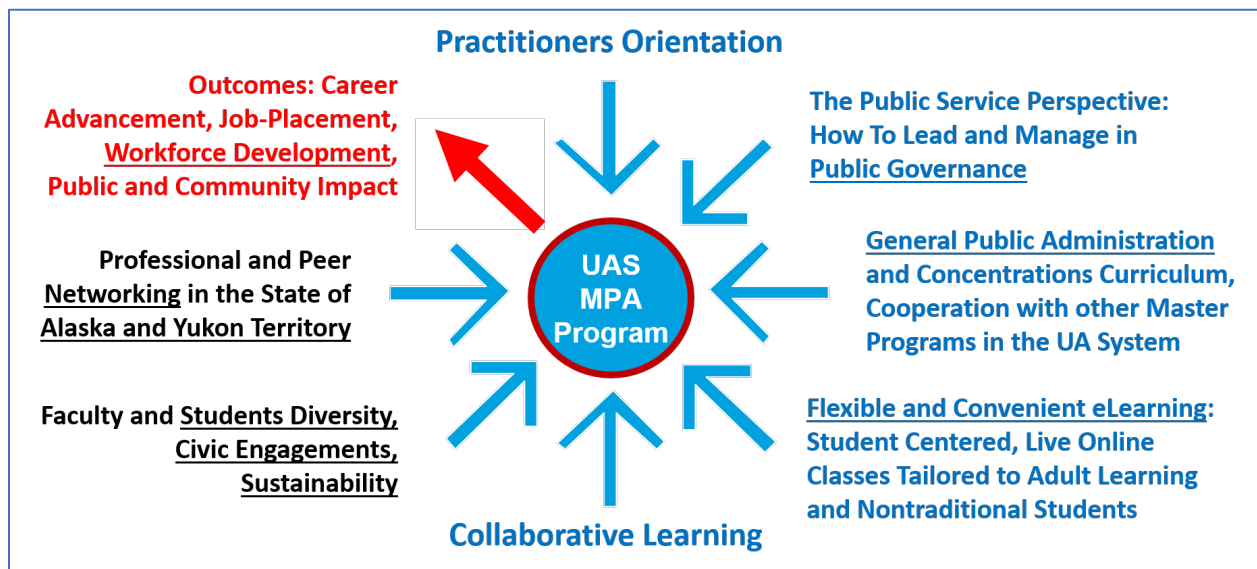 Practitioners Orientation
Outcomes: Career
Advancement, Job-Placement,
Workforce Development,
Public and Community Impact
The Public Service Perspective:
How To Lead and Manage in
Public Governance
Professional and Peer
Networking in the State of
Alaska and Yukon Territory
UAS
MPA
Program
General Public Administration
and Concentrations Curriculum,
Cooperation with other Master
Programs in the UA System
Faculty and Students Diversity,
Civic Engagements,
Sustainability
Flexible and Convenient eLearning:
Student Centered, Live Online
Classes Tailored to Adult Learning
and Nontraditional Students
Collaborative Learning